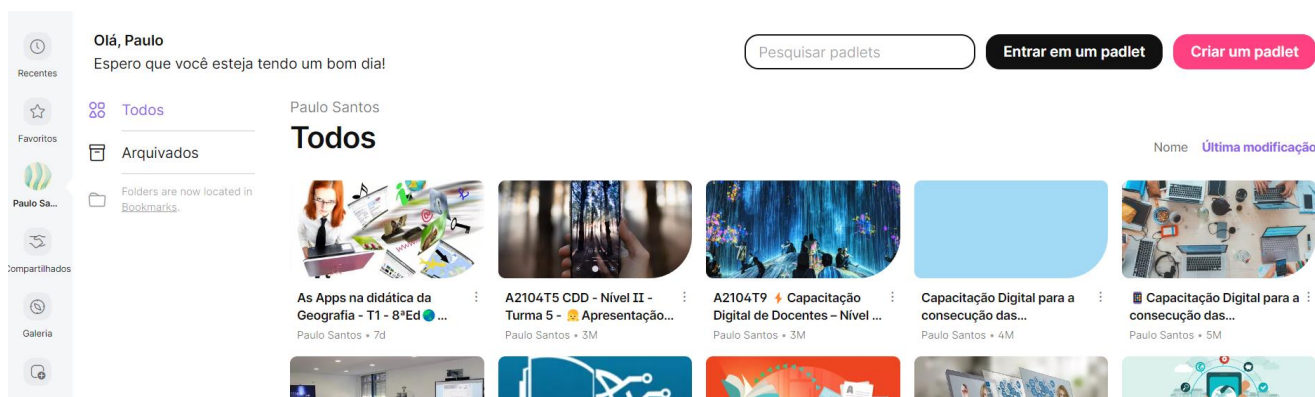 Olá, Paulo
Espero que você esteja tendo um bom dia!
Pesquisar padlets
Entrar em um padlet
Criar um padlet
Recentes
Favoritos
Paulo Sa...
Compartilhados
Galeria
Todos
Arquivados
Folders are now located in
Bookmarks.
Paulo Santos
Todos
Nome Última modificação
As Apps na didática da
Geografia - T1 - 8ªEd 🌏 ...
Paulo Santos • 7d
A2104T5 CDD - Nível II -
Turma 5 - 👩 Apresentação...
Paulo Santos • 3M
A2104T9 ⚡ Capacitação
Digital de Docentes – Nível ...
Paulo Santos • 3M
Capacitação Digital para a
consecução das...
Paulo Santos • 4M
Capacitação Digital para a
consecução das...
Paulo Santos • 5M